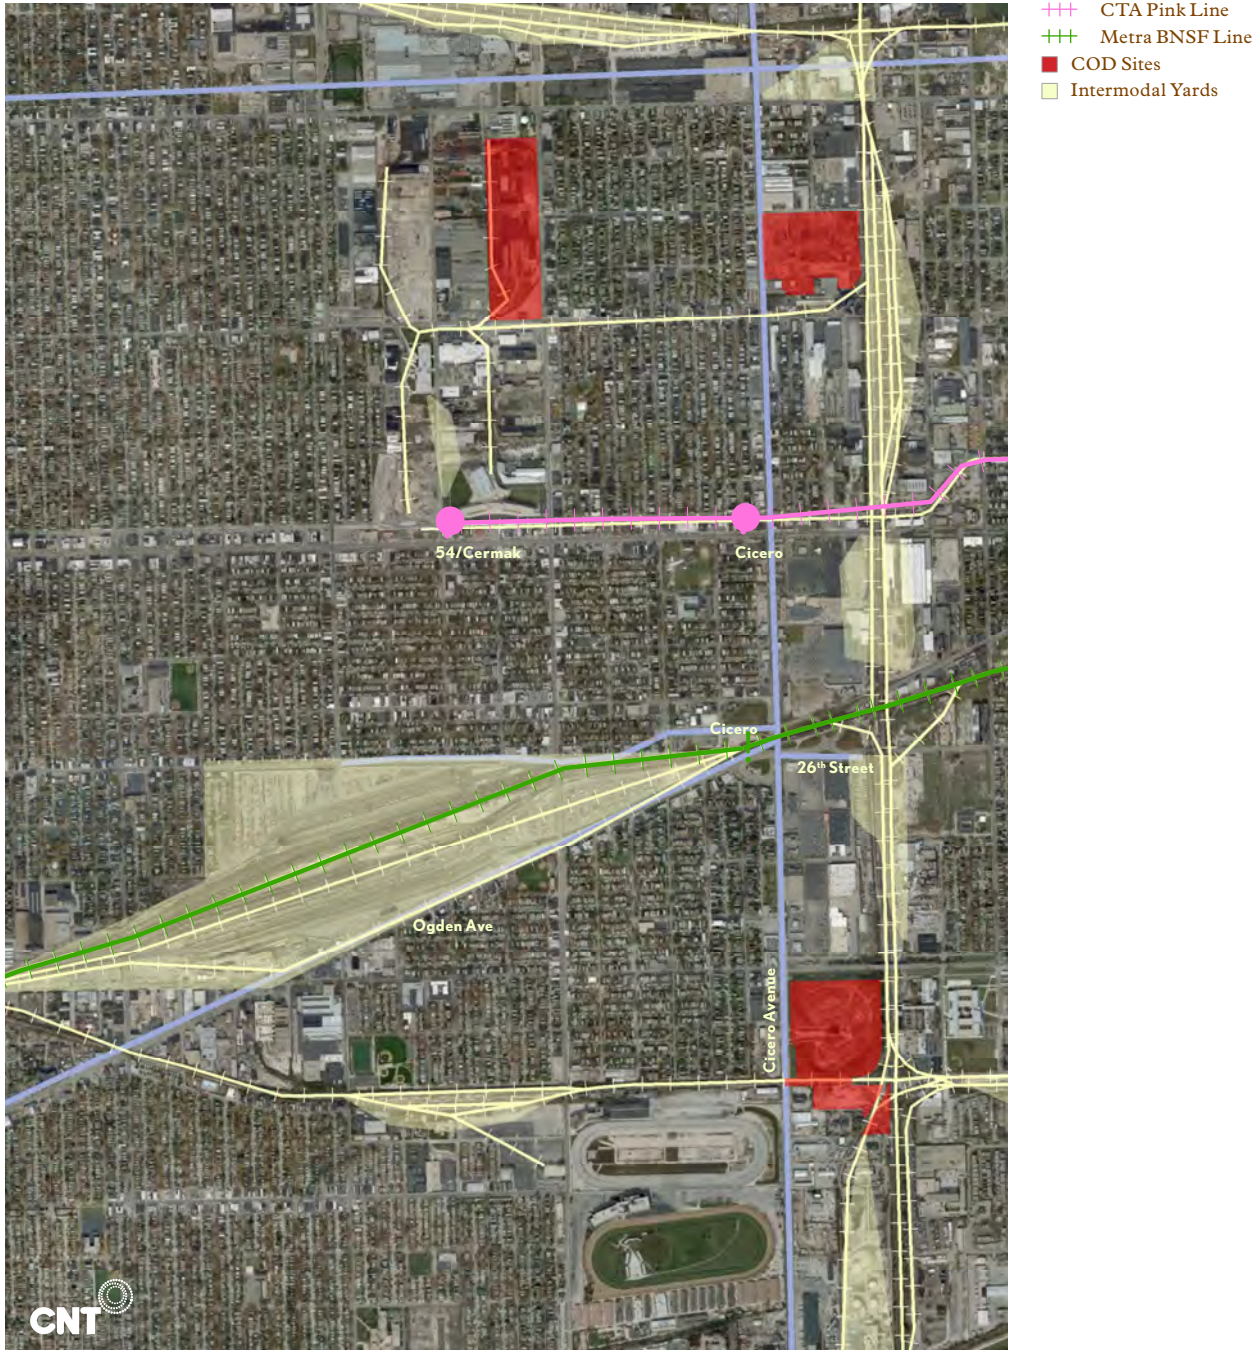 CTA Pink Line
Metra BNSF Line
COD Sites
Intermodal Yards
54/Cermak
Cicero
Cicero
26th Street
Ogden Ave
Cicero Avenue
CNT